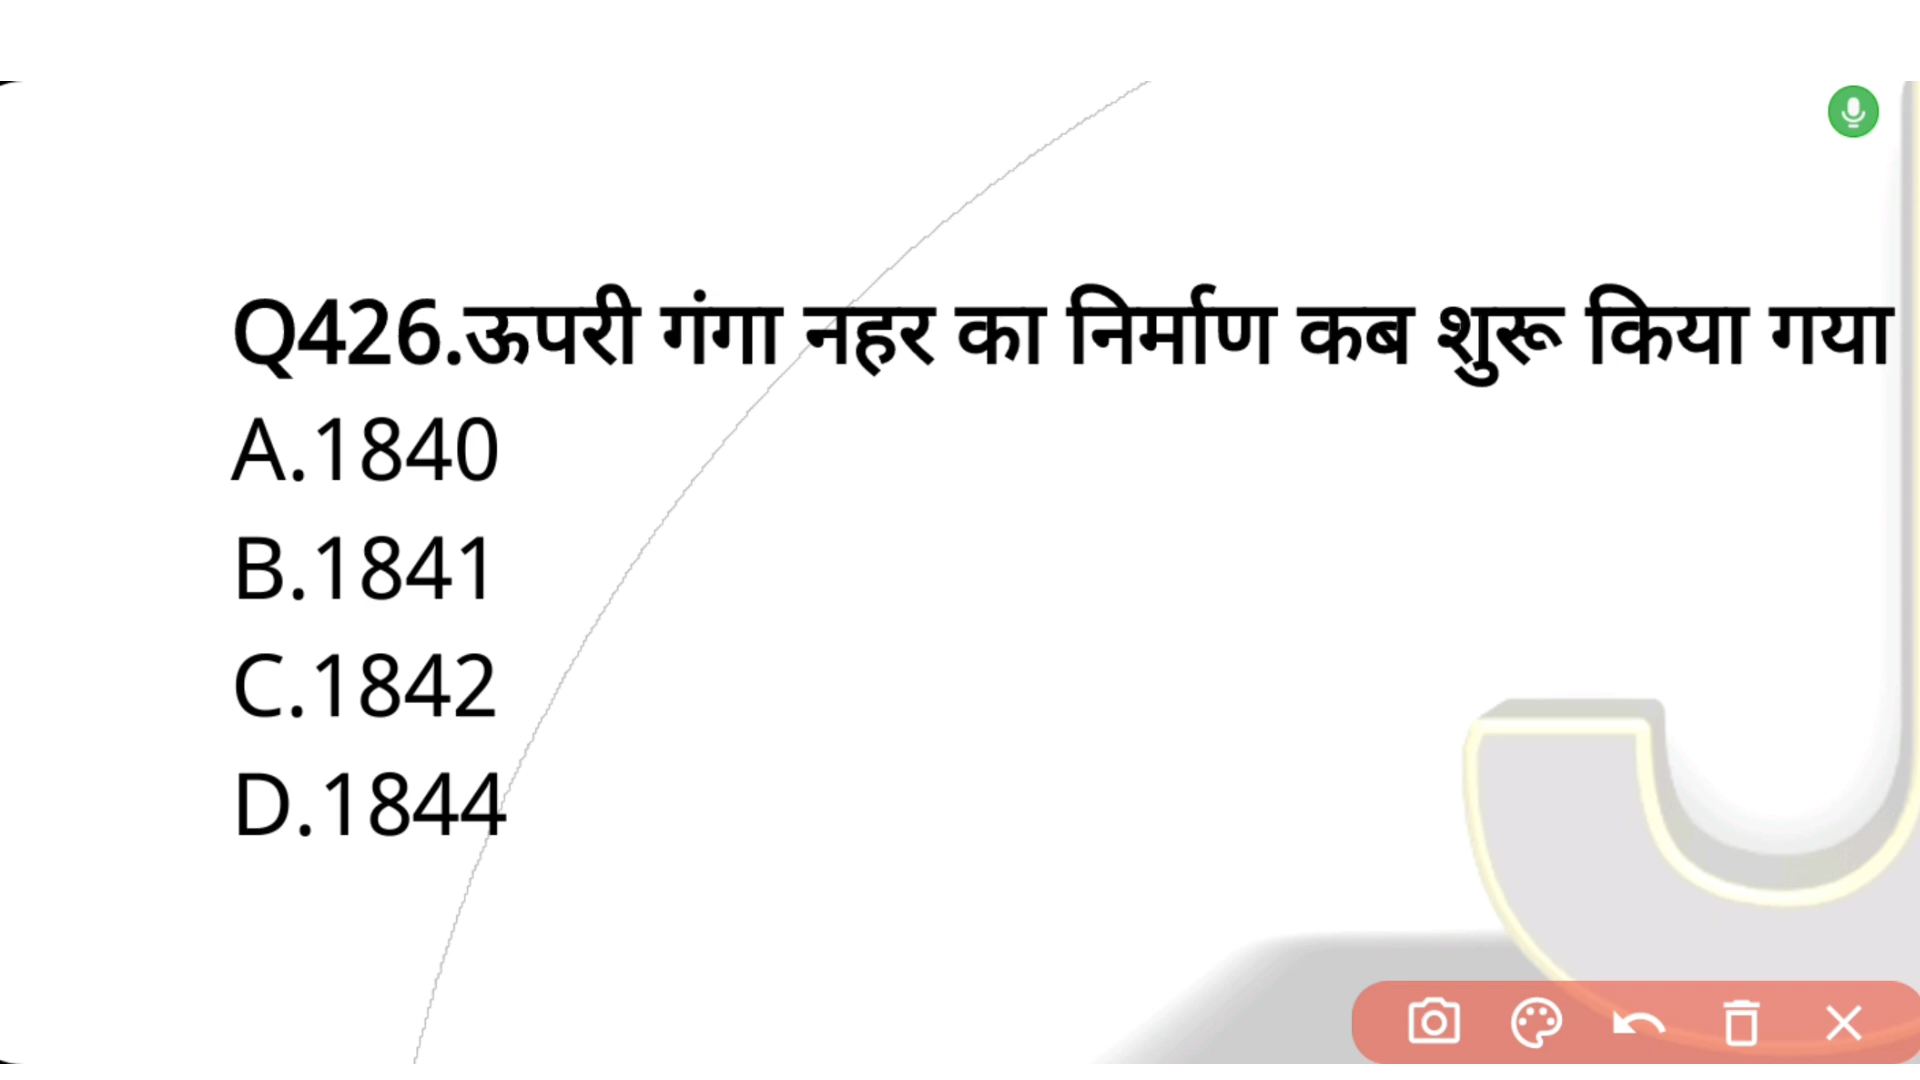 Q426.ऊपरी गंगा नहर का निर्माण कब शुरू किया गया
A.1840
B.1841
C.1842
D.1844